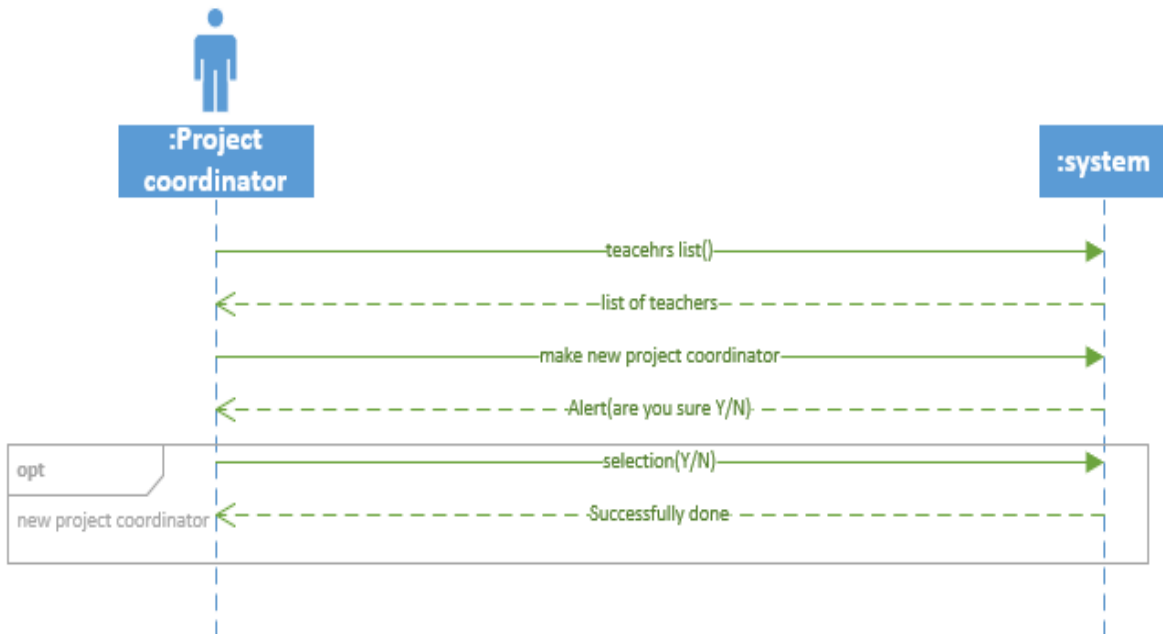 :Project
coordinator
:system
teacehrs list()
list of teachers
make new project coordinator
Alert(are you sure Y/N)
opt
selection(Y/N)
new project coordinator
Successfully done